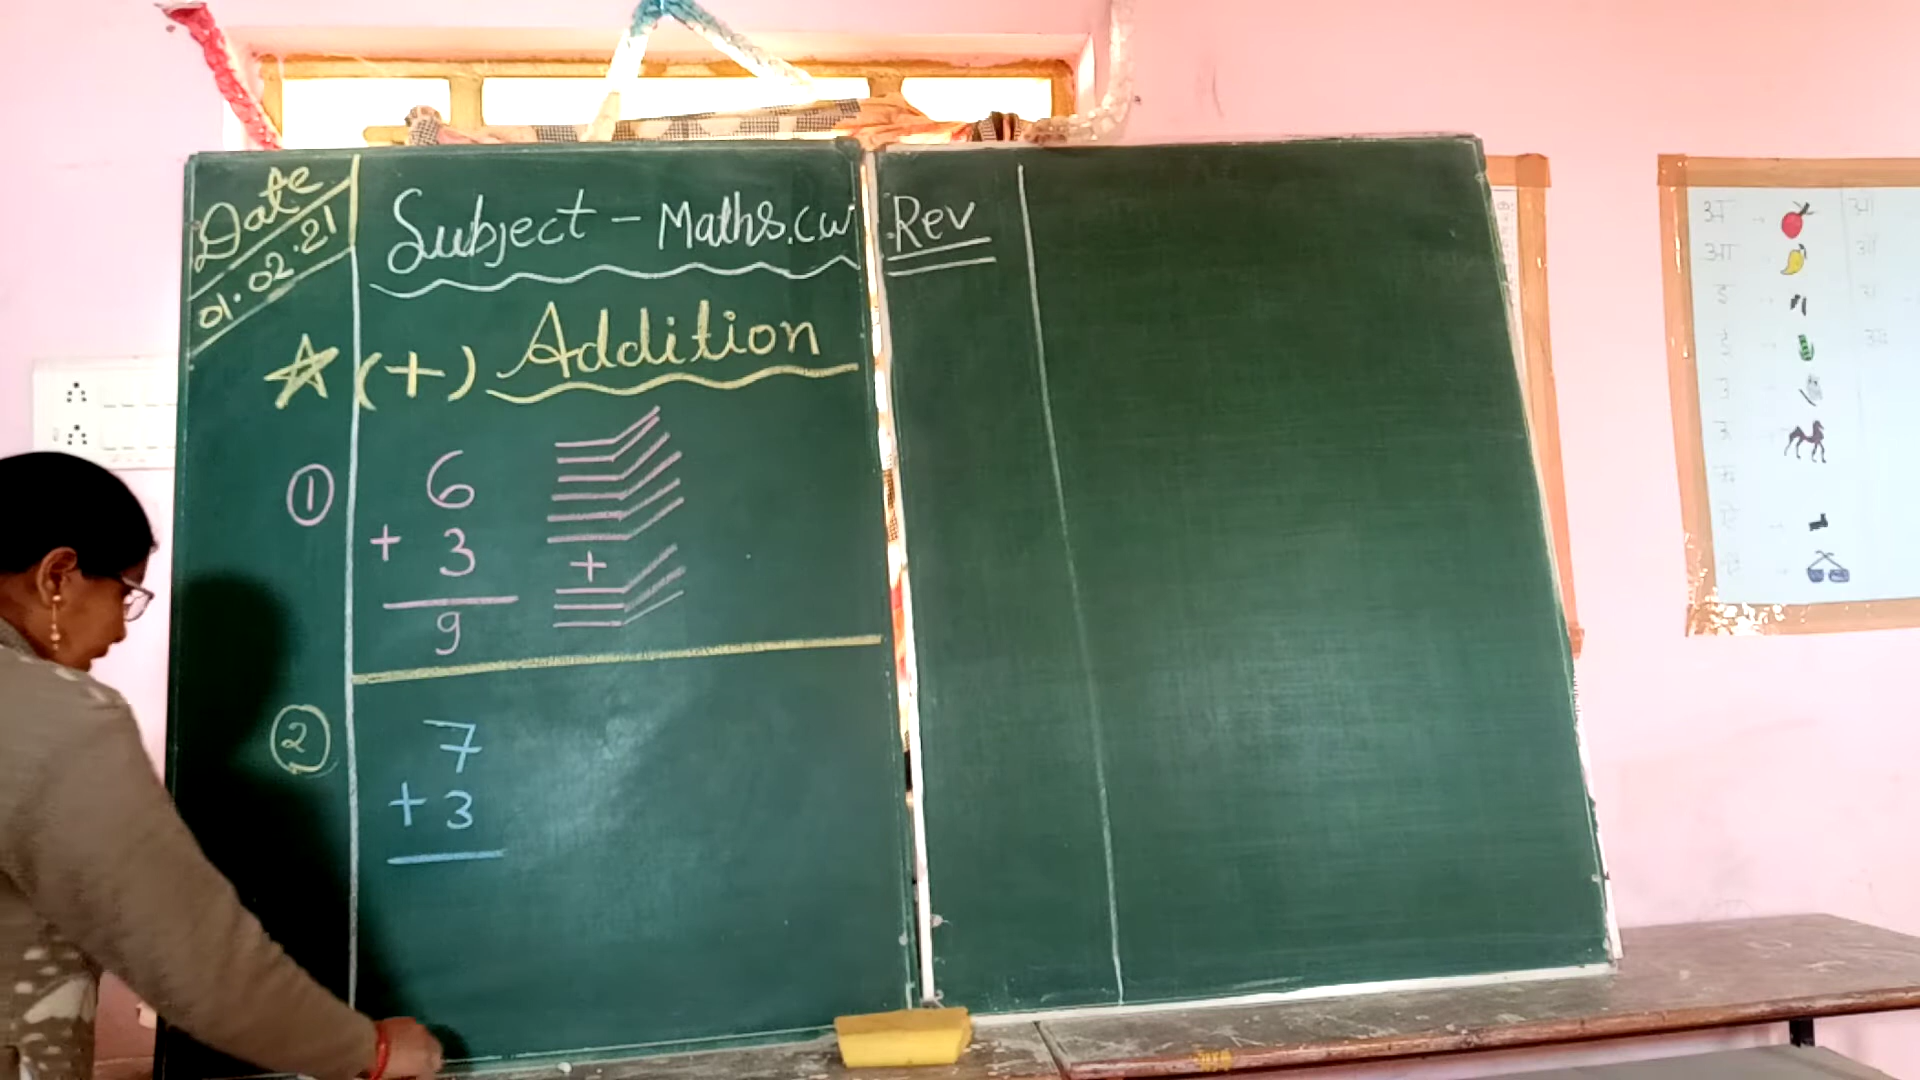 Date
01.02.21
Subject - Maths.cw.Rev
(+) Addition
① 6
+ 3
9
+
② 7
+ 3
अ
आ
इ
ई
उ
ऊ